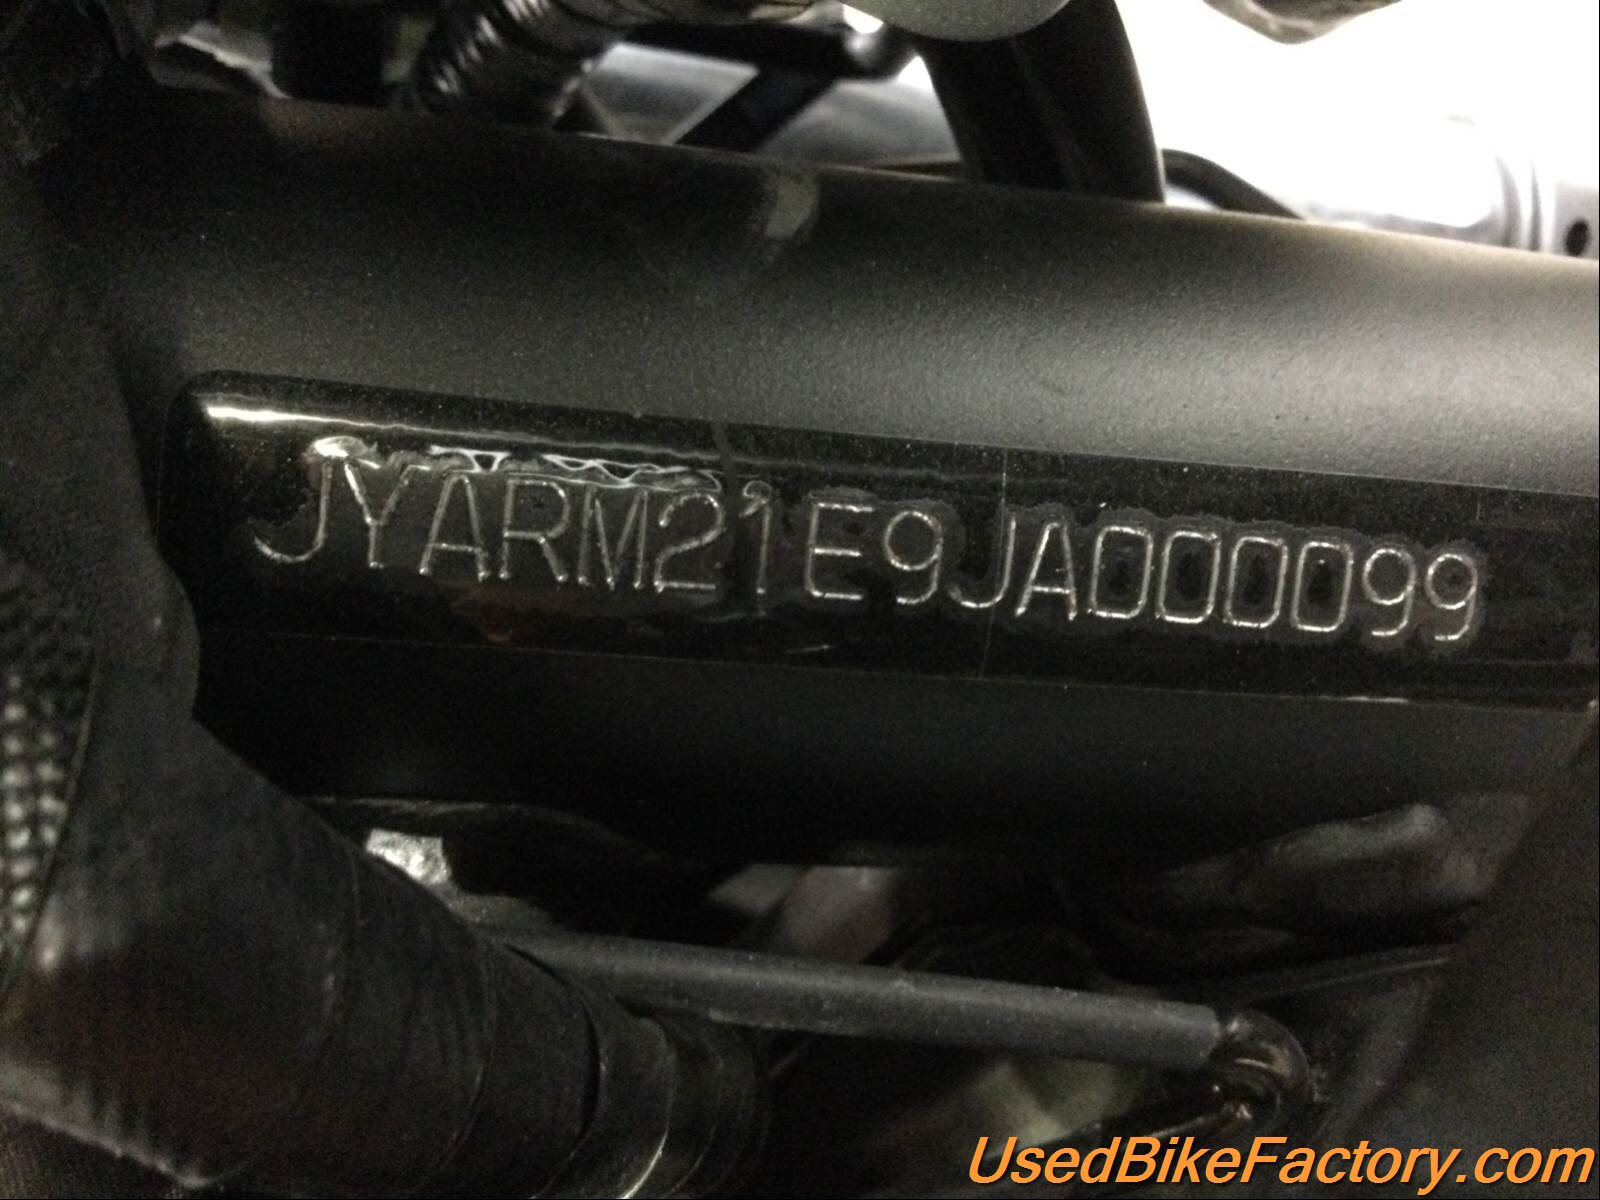 JYARM21E9JA000099
UsedBikeFactory.com